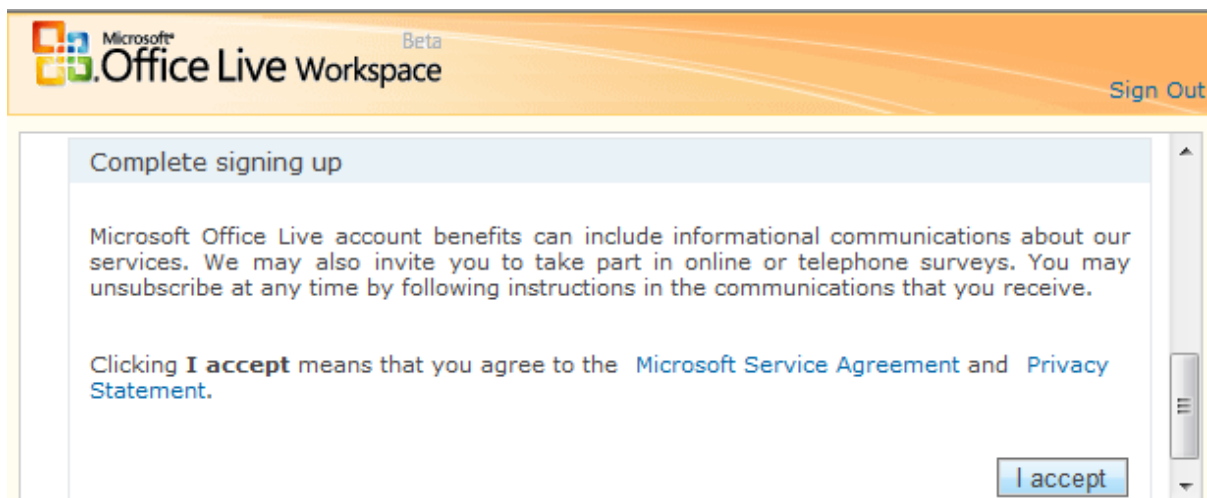 Microsoft®
Beta
Office Live Workspace
Sign Out
Complete signing up
Microsoft Office Live account benefits can include informational communications about our
services. We may also invite you to take part in online or telephone surveys. You may
unsubscribe at any time by following instructions in the communications that you receive.
Clicking I accept means that you agree to the Microsoft Service Agreement and Privacy
Statement.
I accept